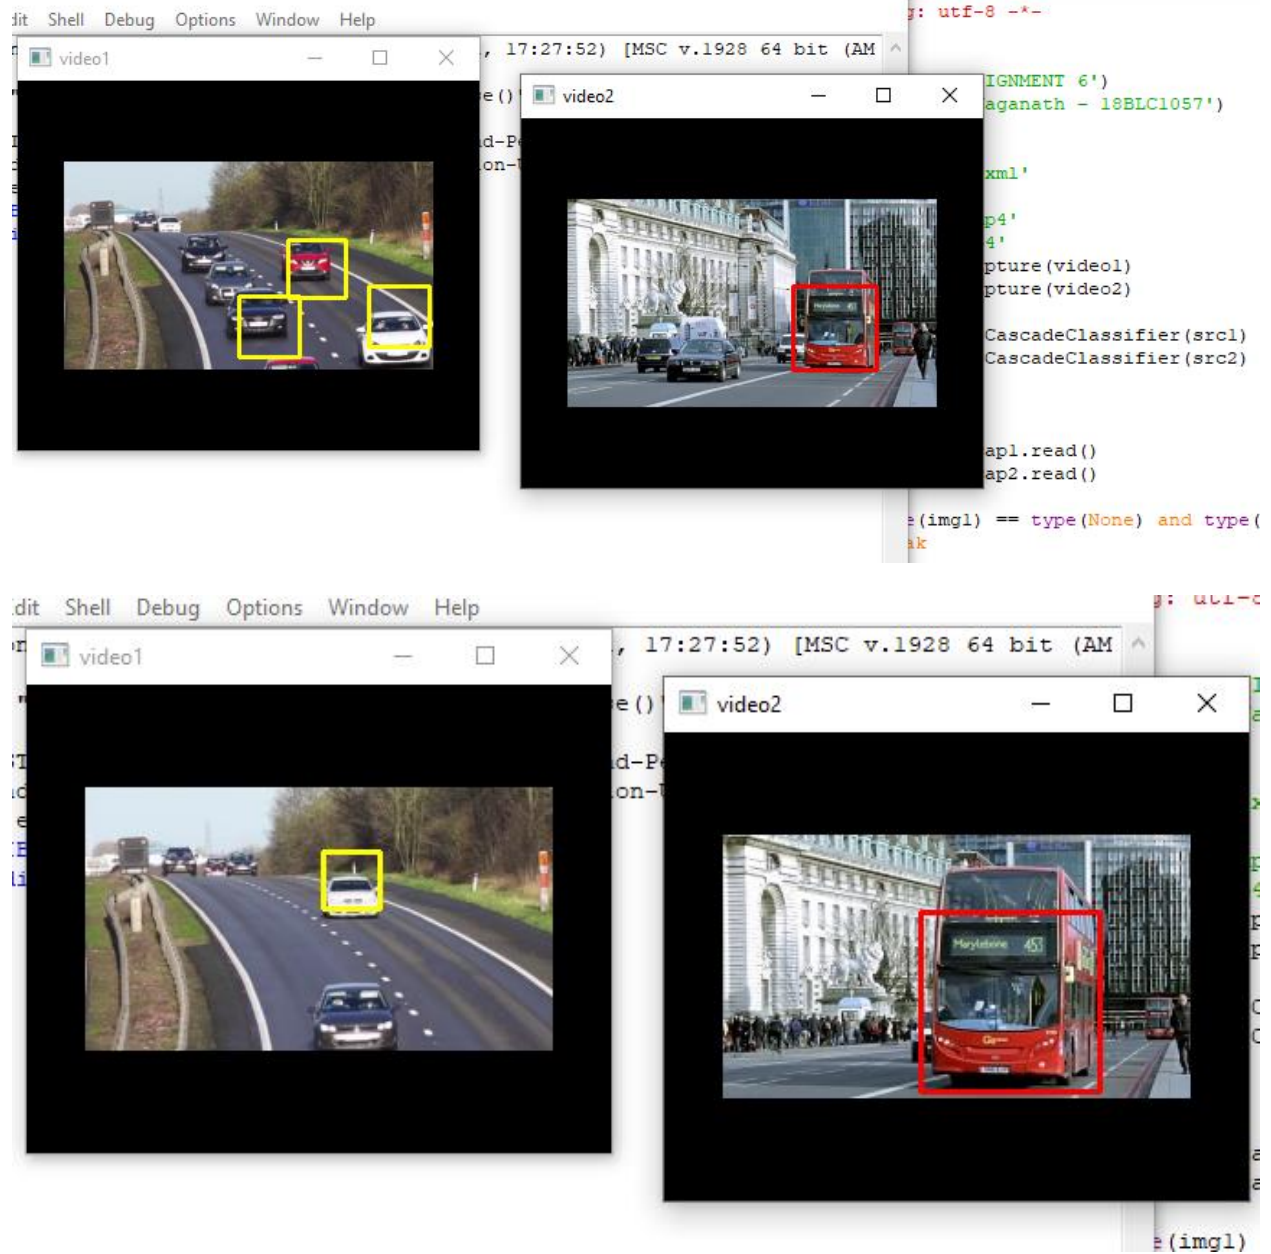 dit Shell Debug Options Window Help
video1
, 17:27:52) [MSC v.1928 64 bit (AM
e()'
d-Pe
on-U
video2
g: utf-8 -*-
IGNMENT 6')
aganath - 18BLC1057')
xml'
p4'
4'
pture(video1)
pture(video2)
CascadeClassifier(src1)
CascadeClassifier(src2)
ap1.read()
ap2.read()
e(img1) == type(None) and type(
ak
Edit Shell Debug Options Window Help
video1
, 17:27:52) [MSC v.1928 64 bit (AM
e()'
d-Pe
on-U
video2
Marylebone 453
e(img1)